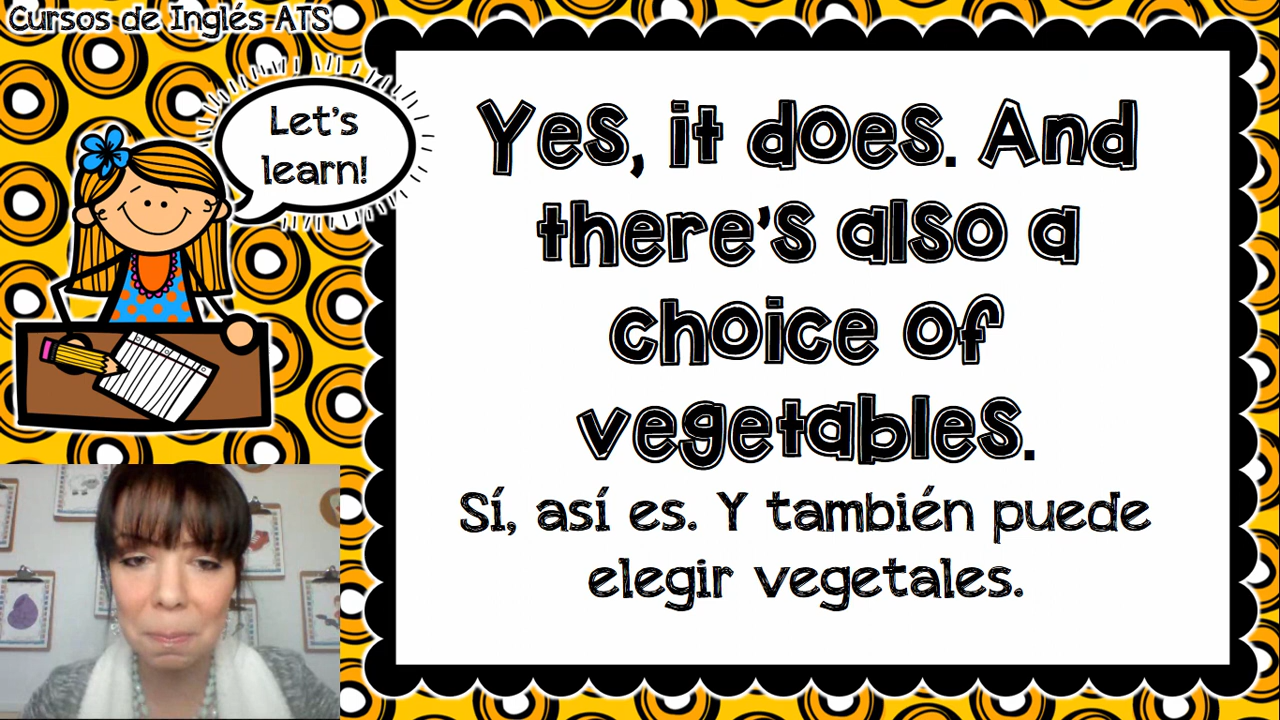 Cursos de Inglés ATS
Let's
learn!
Yes, it does. And
there's also a
choice of
vegetables.
Sí, así es. Y también puede
elegir vegetales.